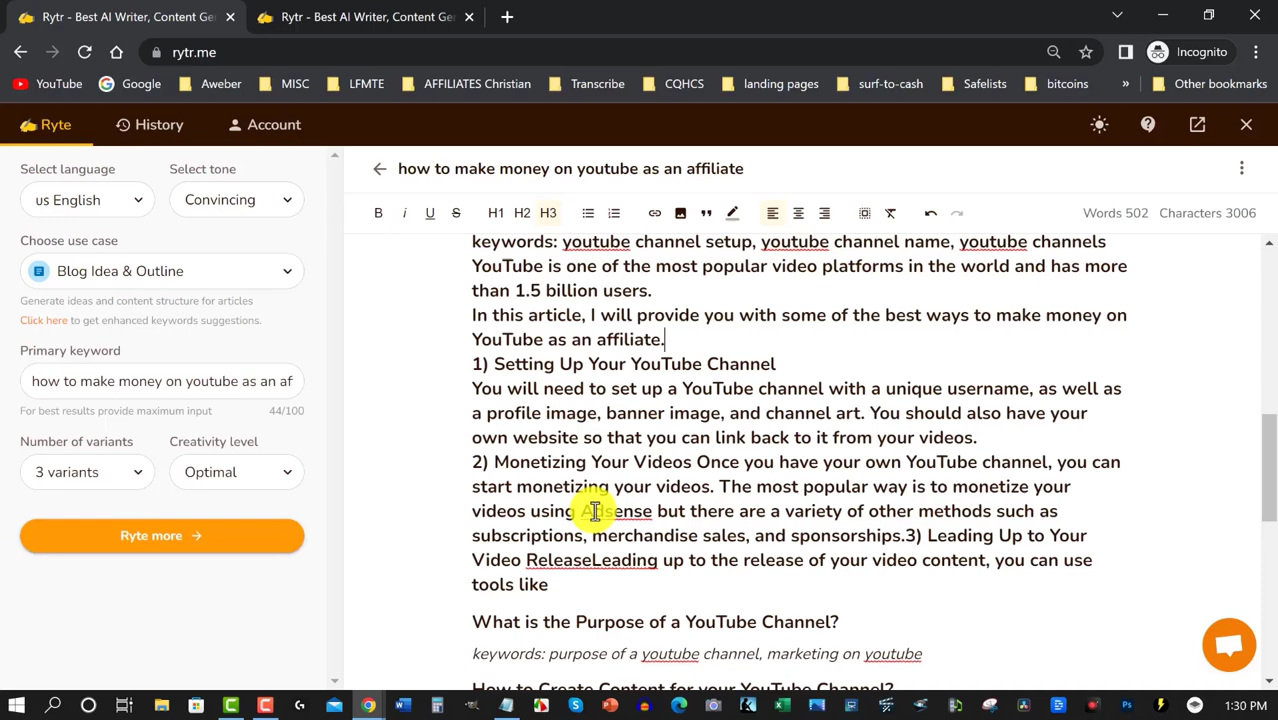 Rytr - Best AI Writer, Content Ger
Rytr - Best AI Writer, Content Ger
rytr.me
Incognito
YouTube
Google
Aweber
MISC
LFMTE
AFFILIATES Christian
Transcribe
CQHCS
landing pages
surf-to-cash
Safelists
bitcoins
»
Other bookmarks
Ryte
History
Account
Select language
Select tone
us English
Convincing
Choose use case
Blog Idea & Outline
Generate ideas and content structure for articles
Click here to get enhanced keywords suggestions.
Primary keyword
how to make money on youtube as an af
For best results provide maximum input
44/100
Number of variants
Creativity level
3 variants
Optimal
Ryte more
how to make money on youtube as an affiliate
B i U S H1 H2 H3
Words 502 Characters 3006
keywords: youtube channel setup, youtube channel name, youtube channels
YouTube is one of the most popular video platforms in the world and has more
than 1.5 billion users.
In this article, I will provide you with some of the best ways to make money on
YouTube as an affiliate.
1) Setting Up Your YouTube Channel
You will need to set up a YouTube channel with a unique username, as well as
a profile image, banner image, and channel art. You should also have your
own website so that you can link back to it from your videos.
2) Monetizing Your Videos Once you have your own YouTube channel, you can
start monetizing your videos. The most popular way is to monetize your
videos using Adsense but there are a variety of other methods such as
subscriptions, merchandise sales, and sponsorships.3) Leading Up to Your
Video ReleaseLeading up to the release of your video content, you can use
tools like
What is the Purpose of a YouTube Channel?
keywords: purpose of a youtube channel, marketing on youtube
How to Create Content for your YouTube Channel?
1:30 PM